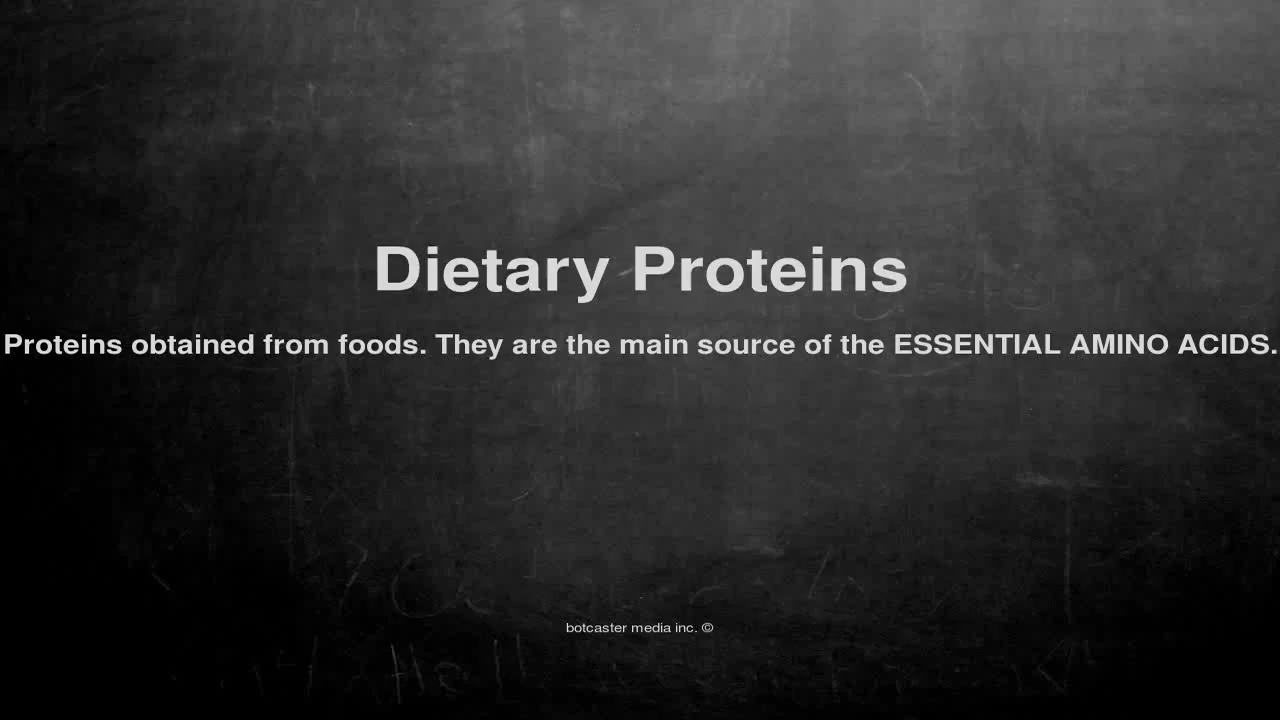 Dietary Proteins
Proteins obtained from foods. They are the main source of the ESSENTIAL AMINO ACIDS.
botcaster media inc. ©